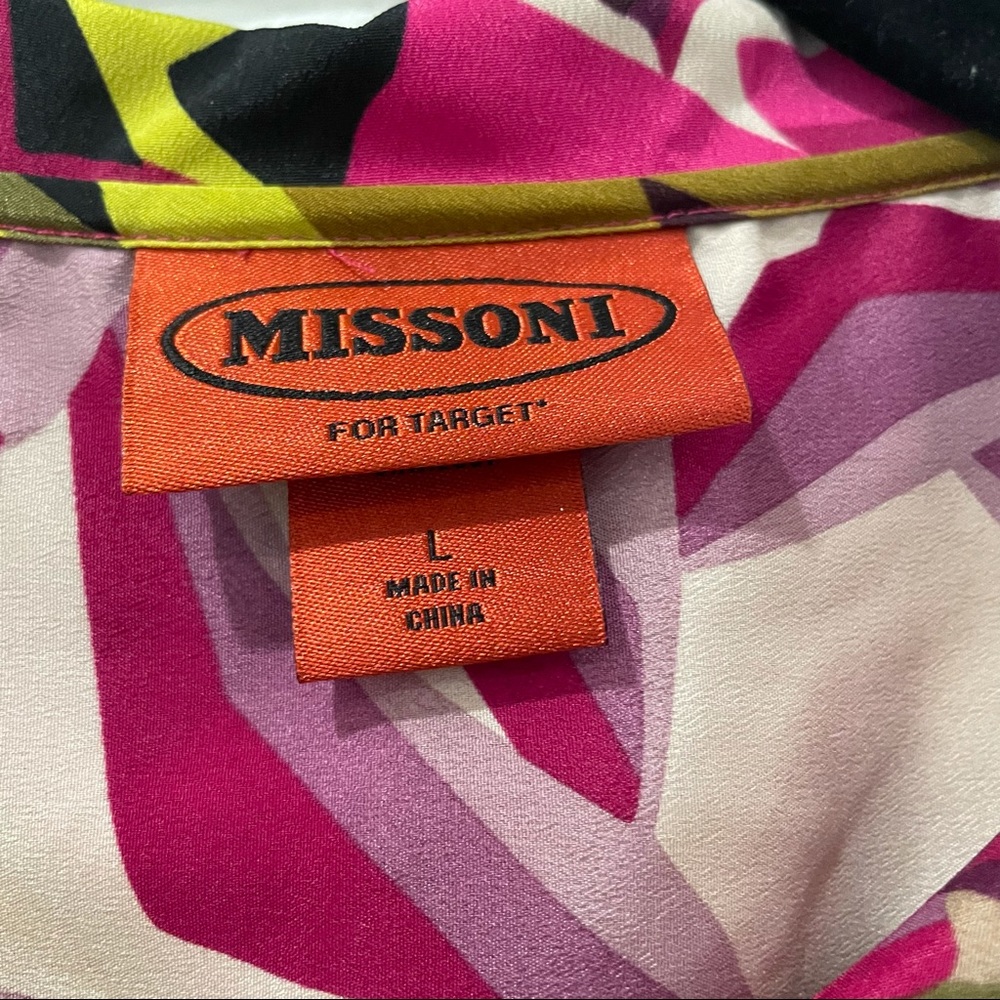 MISSONI
FOR TARGET*
L
MADE IN
CHINA